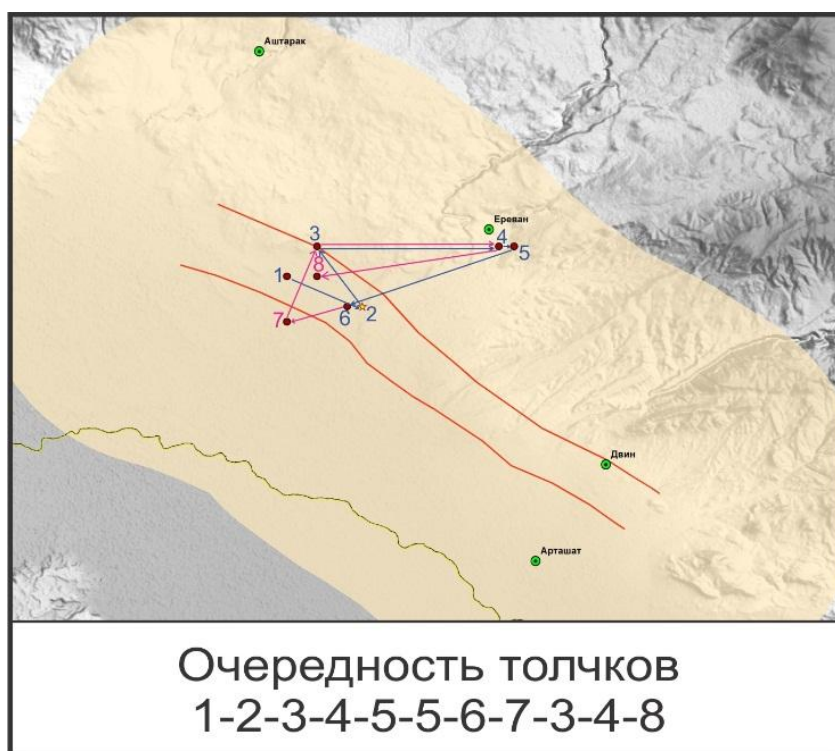 Аштарак
Ереван
3
4
5
8
1
6
2
7
Двин
Арташат
Очередность толчков
1-2-3-4-5-5-6-7-3-4-8